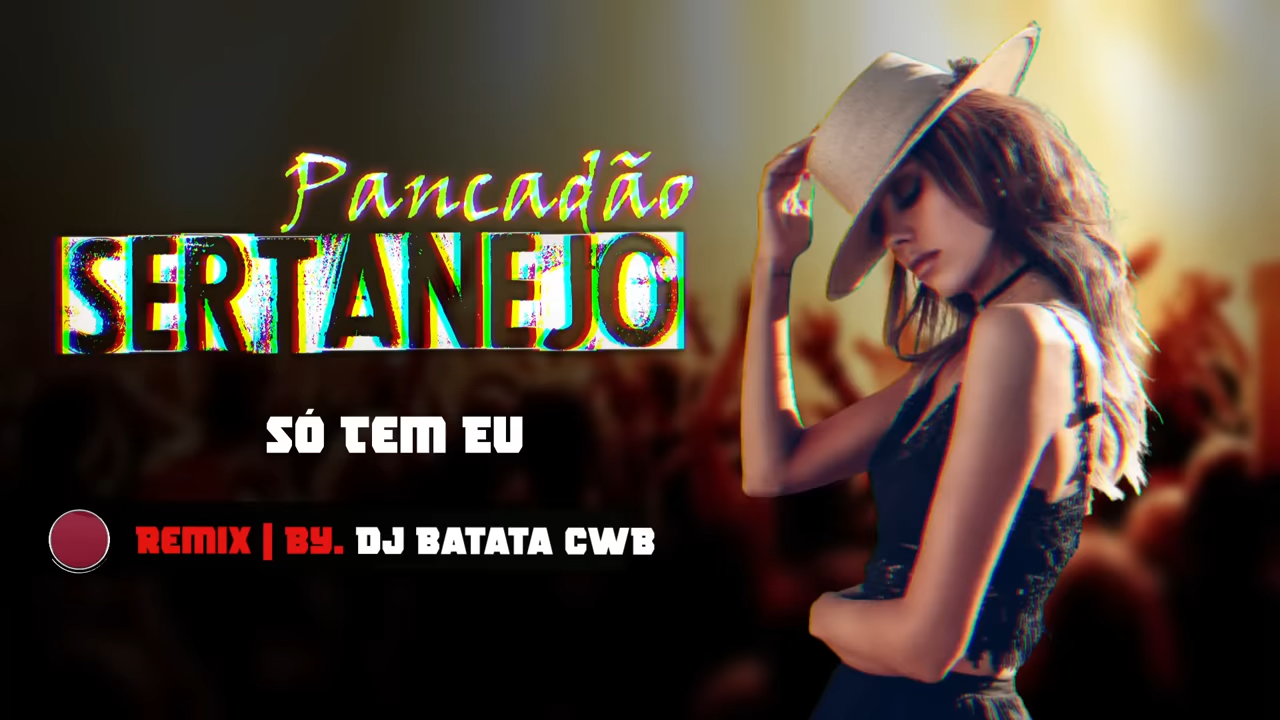 Pancadão
SERTANEJO
SÓ TEM EU
REMIX | BY. DJ BATATA CWB